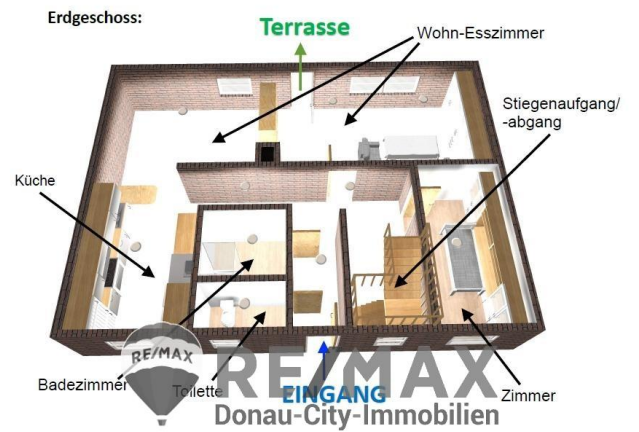 Erdgeschoss:
Terrasse
Wohn-Esszimmer
Stiegenaufgang/
-abgang
Küche
RE/MAX
RE/MAX
Badezimmer
Toilette
EINGANG
Zimmer
Donau-City-Immobilien